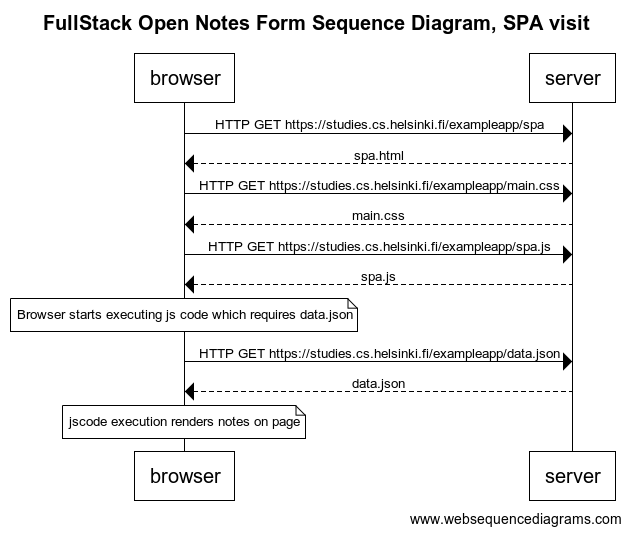 FullStack Open Notes Form Sequence Diagram, SPA visit
browser
server
HTTP GET https://studies.cs.helsinki.fi/exampleapp/spa
spa.html
HTTP GET https://studies.cs.helsinki.fi/exampleapp/main.css
main.css
HTTP GET https://studies.cs.helsinki.fi/exampleapp/spa.js
spa.js
Browser starts executing js code which requires data.json
HTTP GET https://studies.cs.helsinki.fi/exampleapp/data.json
data.json
jscode execution renders notes on page
browser
server
www.websequencediagrams.com